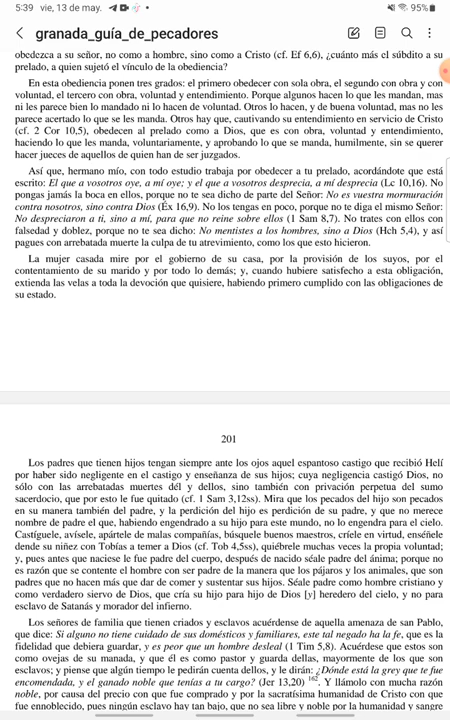 5:39 vie, 13 de may.
95%
granada_guía_de_pecadores
obedezca a su señor, no como a hombre, sino como a Cristo (cf. Ef 6,6), ¿cuánto más el súbdito a su
prelado, a quien sujetó el vínculo de la obediencia?
En esta obediencia ponen tres grados: el primero obedecer con sola obra, el segundo con obra y con
voluntad, el tercero con obra, voluntad y entendimiento. Porque algunos hacen lo que les mandan, mas
ni les parece bien lo mandado ni lo hacen de voluntad. Otros lo hacen, y de buena voluntad, mas no les
parece acertado lo que se les manda. Otros hay que, cautivando su entendimiento en servicio de Cristo
(cf. 2 Cor 10,5), obedecen al prelado como a Dios, que es con obra, voluntad y entendimiento,
haciendo lo que les manda, voluntariamente, y aprobando lo que se manda, humilmente, sin se querer
hacer jueces de aquellos de quien han de ser juzgados.
Así que, hermano mío, con todo estudio trabaja por obedecer a tu prelado, acordándote que está
escrito: El que a vosotros oye, a mí oye; y el que a vosotros desprecia, a mí desprecia (Lc 10,16). No
pongas jamás la boca en ellos, porque no te sea dicho de parte del Señor: No es vuestra mormuración
contra nosotros, sino contra Dios (Éx 16,9). No los tengas en poco, porque no te diga el mismo Señor:
No despreciaron a ti, sino a mí, para que no reine sobre ellos (1 Sam 8,7). No trates con ellos con
falsedad y doblez, porque no te sea dicho: No mentistes a los hombres, sino a Dios (Hch 5,4), y así
pagues con arrebatada muerte la culpa de tu atrevimiento, como los que esto hicieron.
La mujer casada mire por el gobierno de su casa, por la provisión de los suyos, por el
contentamiento de su marido y por todo lo demás; y, cuando hubiere satisfecho a esta obligación,
extienda las velas a toda la devoción que quisiere, habiendo primero cumplido con las obligaciones de
su estado.
201
Los padres que tienen hijos tengan siempre ante los ojos aquel espantoso castigo que recibió Helí
por haber sido negligente en el castigo y enseñanza de sus hijos; cuya negligencia castigó Dios, no
sólo con las arrebatadas muertes dél y dellos, sino también con privación perpetua del sumo
sacerdocio, que por esto le fue quitado (cf. 1 Sam 3,12ss). Mira que los pecados del hijo son pecados
en su manera también del padre, y la perdición del hijo es perdición de su padre, y que no merece
nombre de padre el que, habiendo engendrado a su hijo para este mundo, no lo engendra para el cielo.
Castíguele, avísele, apártele de malas compañías, búsquele buenos maestros, críele en virtud, enséñele
dende su niñez con Tobías a temer a Dios (cf. Tob 4,5ss), quiébrele muchas veces la propia voluntad;
y, pues antes que naciese le fue padre del cuerpo, después de nacido séale padre del ánima; porque no
es razón que se contente el hombre con ser padre de la manera que los pájaros y los animales, que son
padres que no hacen más que dar de comer y sustentar sus hijos. Séale padre como hombre cristiano y
como verdadero siervo de Dios, que cría su hijo para hijo de Dios [y] heredero del cielo, y no para
esclavo de Satanás y morador del infierno.
Los señores de familia que tienen criados y esclavos acuérdense de aquella amenaza de san Pablo,
que dice: Si alguno no tiene cuidado de sus domésticos y familiares, este tal negado ha la fe, que es la
fidelidad que debiera guardar, y es peor que un hombre desleal (1 Tim 5,8). Acuérdese que estos son
como ovejas de su manada, y que él es como pastor y guarda dellas, mayormente de los que son
esclavos; y piense que algún tiempo le pedirán cuenta dellos, y le dirán: ¿Dónde está la grey que te fue
encomendada, y el ganado noble que tenías a tu cargo? (Jer 13,20) 162. Y llámolo con mucha razón
noble, por causa del precio con que fue comprado y por la sacratísima humanidad de Cristo con que
fue ennoblecido, pues ningún esclavo hay tan bajo, que no sea libre y noble por la humanidad y sangre